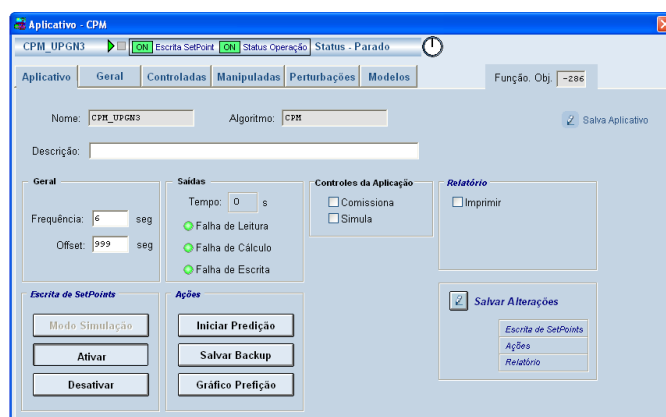 Aplicativo - CPM
CPM_UPGN3 ON Escrita SetPoint ON Status Operação Status - Parado
Aplicativo Geral Controladas Manipuladas Perturbações Modelos Função. Obj. -286
Nome: CPM_UPGN3 Algoritmo: CPM Salva Aplicativo
Descrição:
Geral Saídas Controles da Aplicação Relatório
Tempo: 0 s Comissiona Imprimir
Frequência: 6 seg Falha de Leitura Simula
Offset: 999 seg Falha de Cálculo
Falha de Escrita
Escrita de SetPoints Ações
Modo Simulação Iniciar Predição Salvar Alterações
Ativar Salvar Backup Escrita de SetPoints
Ações
Desativar Gráfico Prefição Relatório